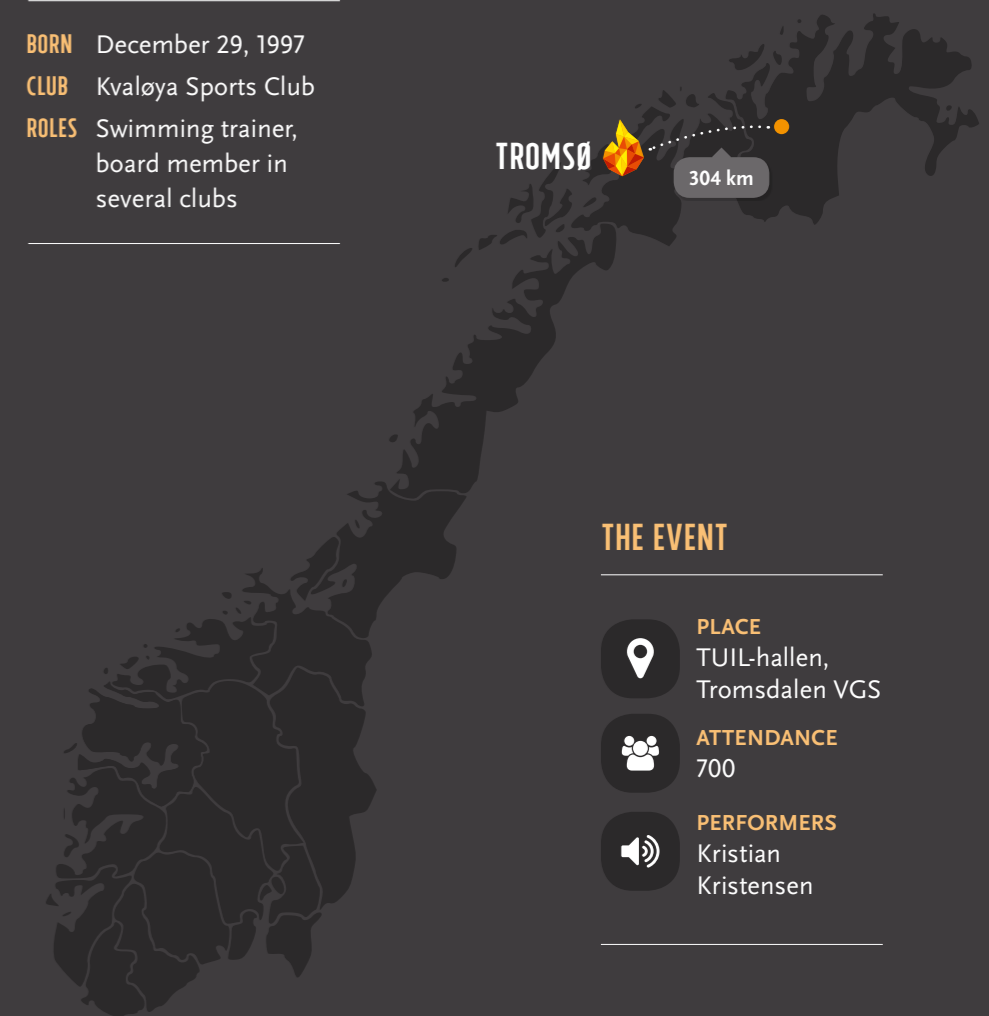 BORN December 29, 1997
CLUB Kvaløya Sports Club
ROLES Swimming trainer,
board member in
several clubs
TROMSØ
304 km
THE EVENT
PLACE
TUIL-hallen,
Tromsdalen VGS
ATTENDANCE
700
PERFORMERS
Kristian
Kristensen